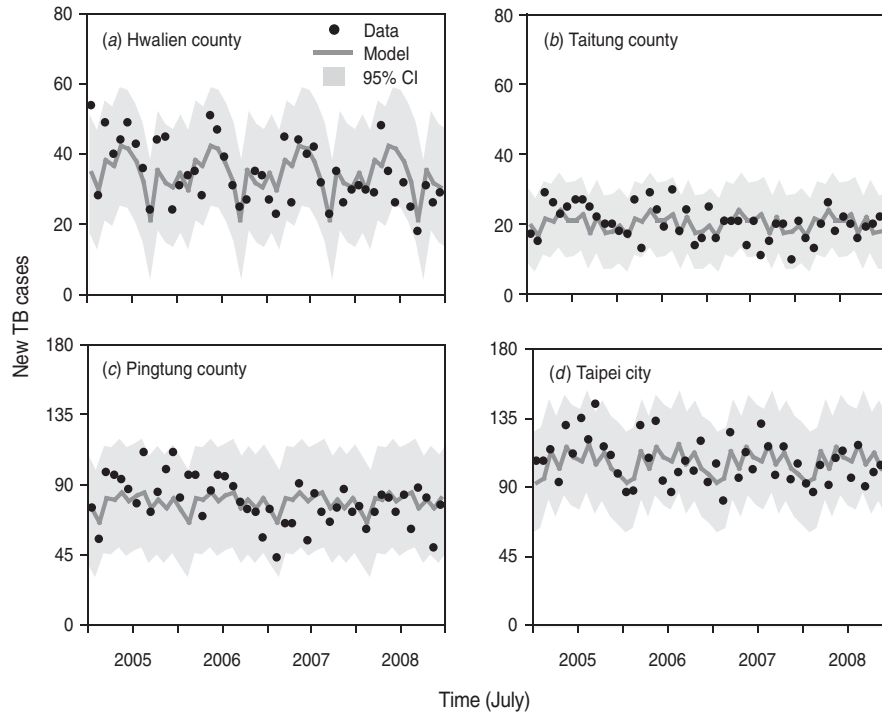 80
60
40
20
0
(a) Hwalien county
Data
Model
95% CI
80
60
40
20
0
(b) Taitung county
New TB cases
180
135
90
45
0
(c) Pingtung county
2005 2006 2007 2008
180
135
90
45
0
(d) Taipei city
2005 2006 2007 2008
Time (July)